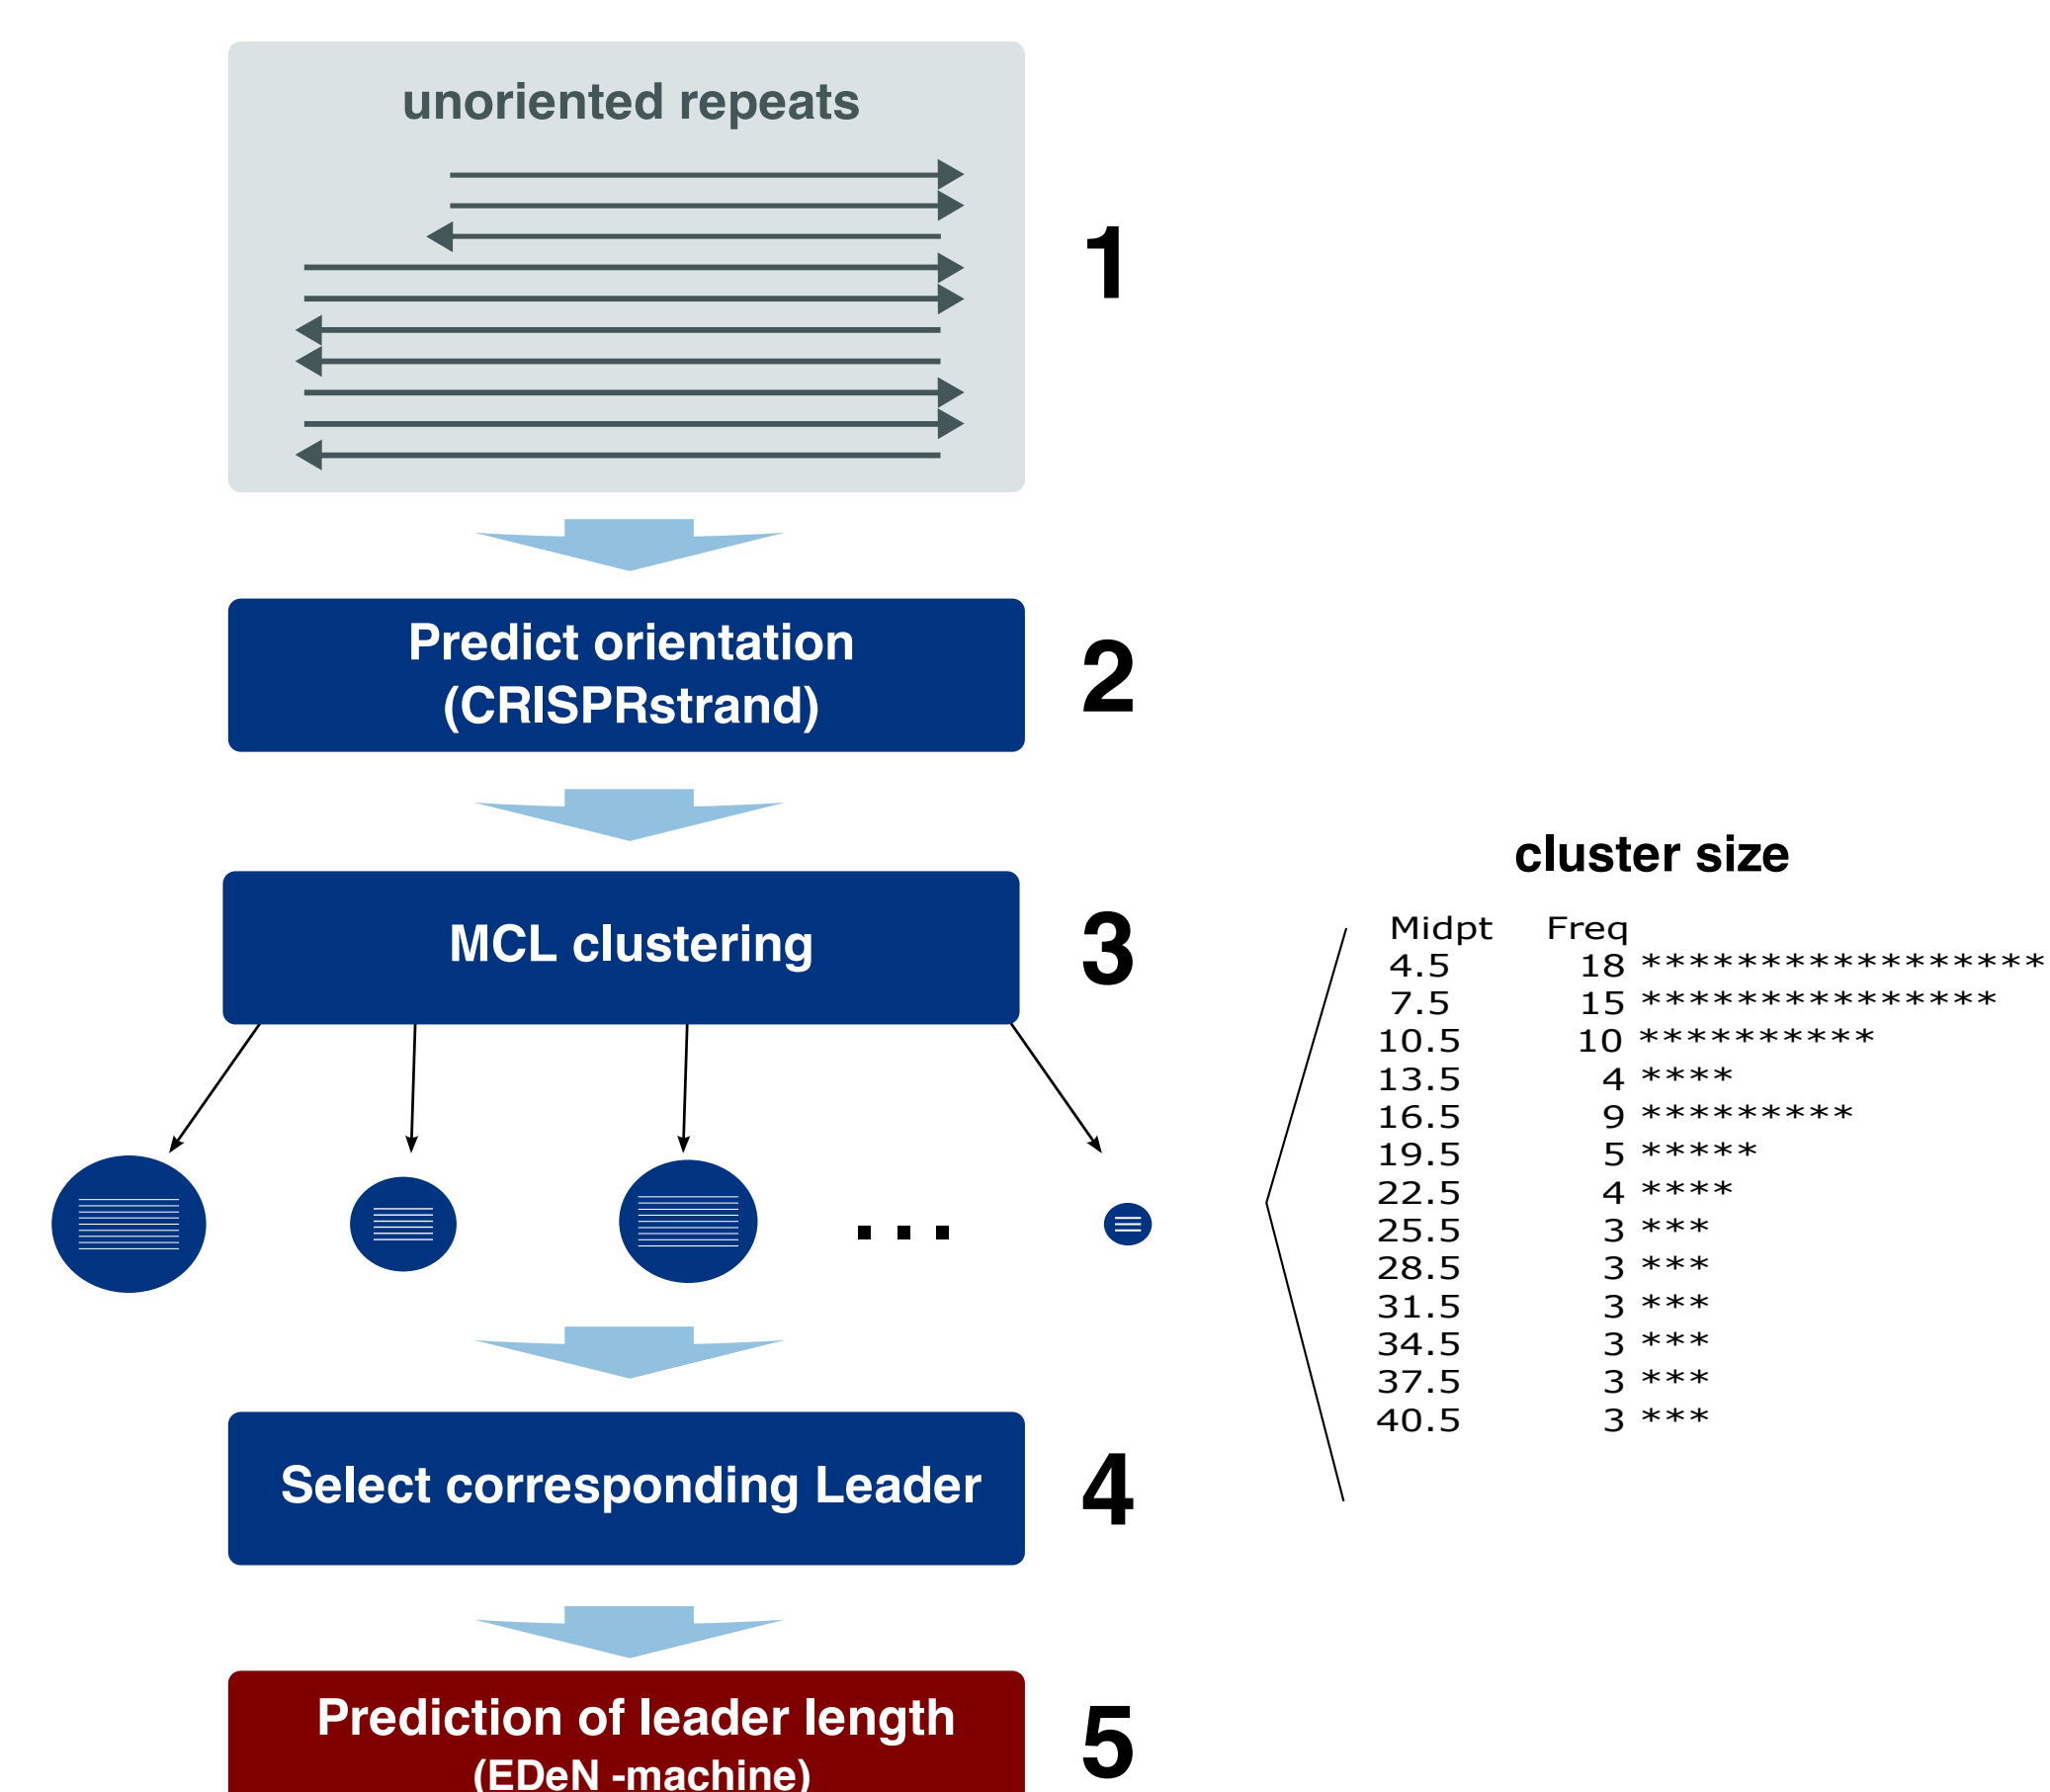 unoriented repeats
1
Predict orientation
(CRISPRstrand)
2
MCL clustering
3
. . .
cluster size
Midpt Freq
4.5 18 *****************
7.5 15 ***************
10.5 10 **********
13.5 4 ****
16.5 9 *********
19.5 5 *****
22.5 4 ****
25.5 3 ***
28.5 3 ***
31.5 3 ***
34.5 3 ***
37.5 3 ***
40.5 3 ***
Select corresponding Leader
4
Prediction of leader length
(EDeN -machine)
5